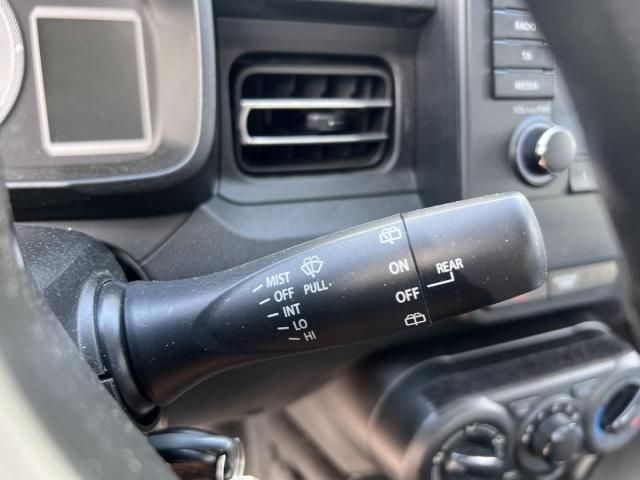 RADIO
MEDIA
MIST
OFF PULL
INT
LO
HI
ON
OFF
REAR